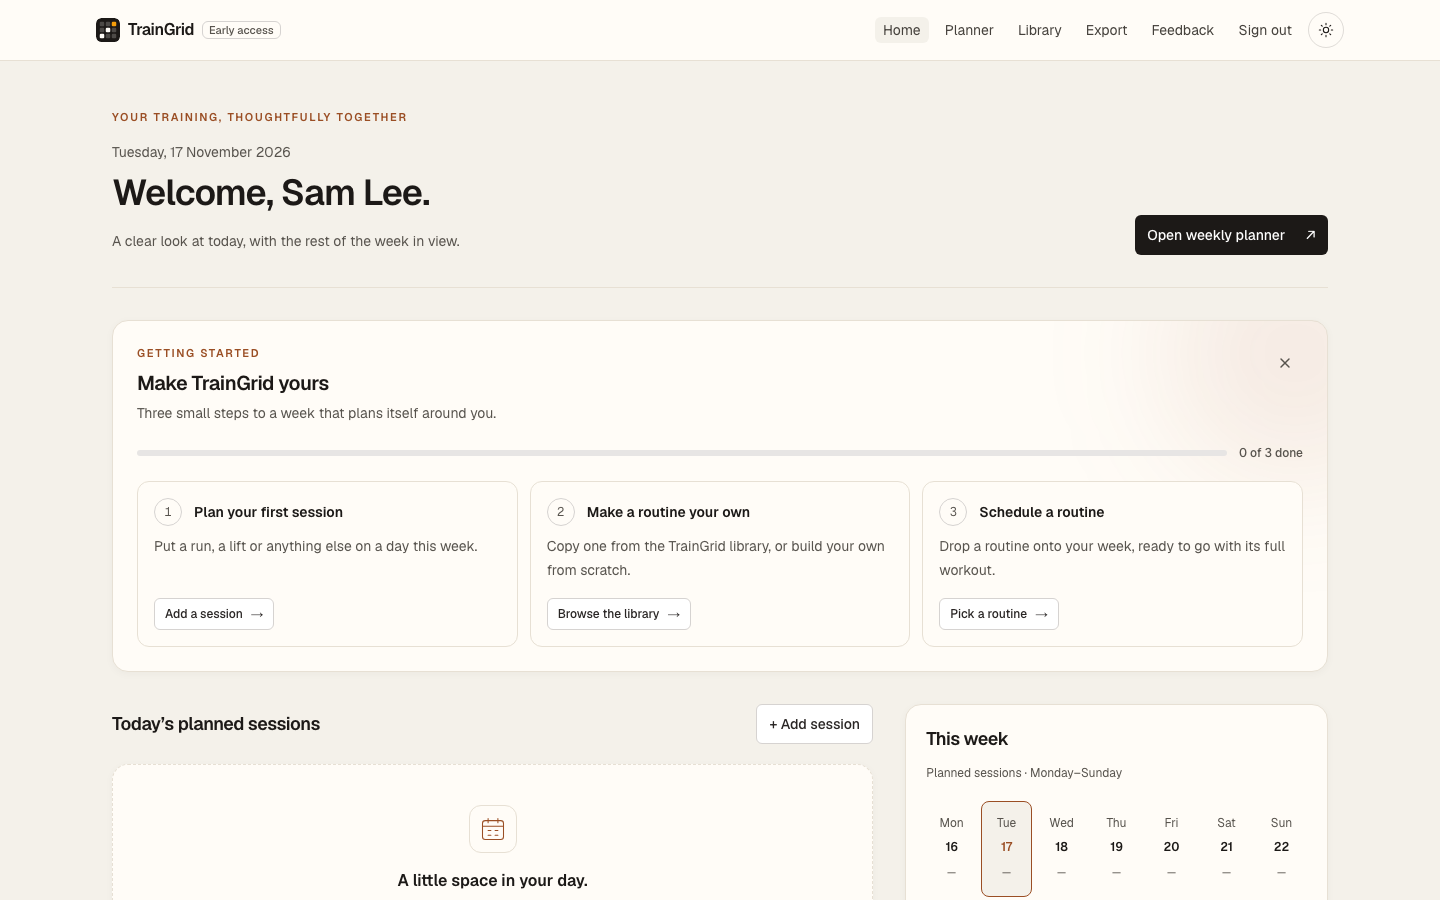 TrainGrid
Early access
Home
Planner
Library
Export
Feedback
Sign out
YOUR TRAINING, THOUGHTFULLY TOGETHER
Tuesday, 17 November 2026
Welcome, Sam Lee.
A clear look at today, with the rest of the week in view.
Open weekly planner ↗
GETTING STARTED
Make TrainGrid yours
Three small steps to a week that plans itself around you.
0 of 3 done
1 Plan your first session
Put a run, a lift or anything else on a day this week.
Add a session →
2 Make a routine your own
Copy one from the TrainGrid library, or build your own
from scratch.
Browse the library →
3 Schedule a routine
Drop a routine onto your week, ready to go with its full
workout.
Pick a routine →
Today’s planned sessions
+ Add session
A little space in your day.
This week
Planned sessions · Monday–Sunday
Mon Tue Wed Thu Fri Sat Sun
16 17 18 19 20 21 22
– – – – – – –